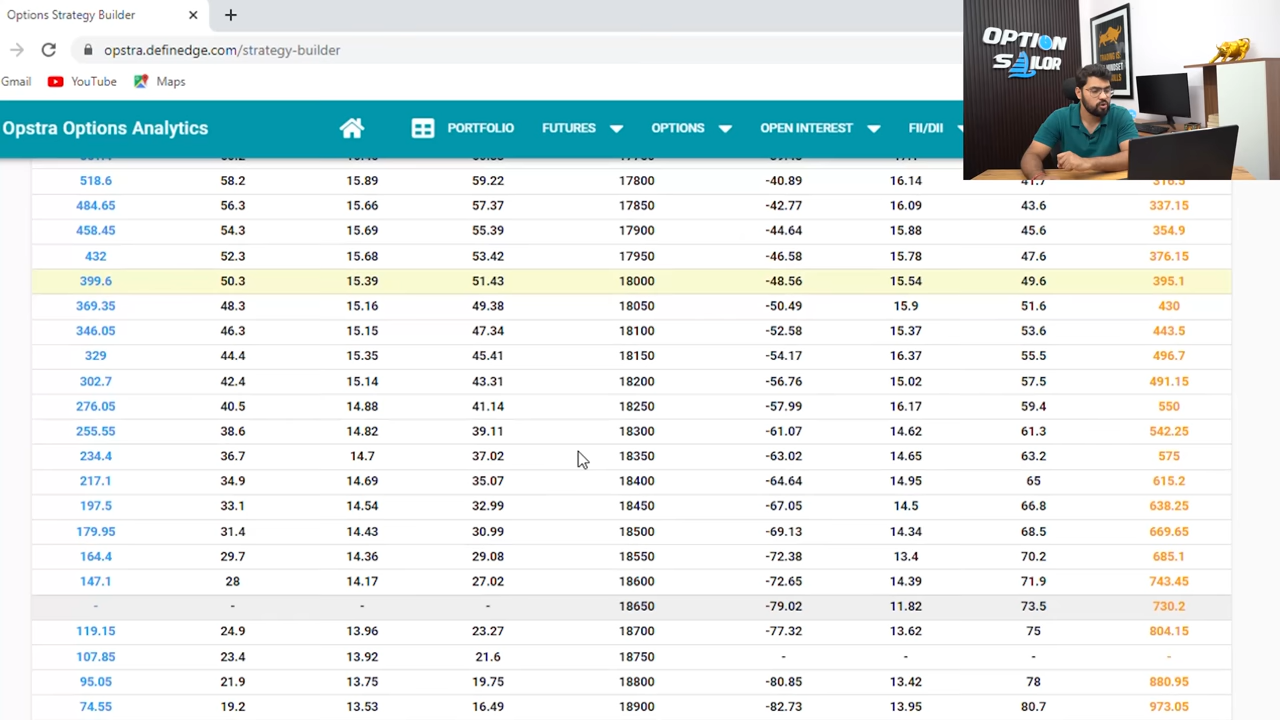 Options Strategy Builder
opstra.definedge.com/strategy-builder
Gmail YouTube Maps
OPTION
SAILOR
Opstra Options Analytics PORTFOLIO FUTURES OPTIONS OPEN INTEREST FII/DII
518.6 58.2 15.89 59.22 17800 -40.89 16.14 41.7 316.5
484.65 56.3 15.66 57.37 17850 -42.77 16.09 43.6 337.15
458.45 54.3 15.69 55.39 17900 -44.64 15.88 45.6 354.9
432 52.3 15.68 53.42 17950 -46.58 15.78 47.6 376.15
399.6 50.3 15.39 51.43 18000 -48.56 15.54 49.6 395.1
369.35 48.3 15.16 49.38 18050 -50.49 15.9 51.6 430
346.05 46.3 15.15 47.34 18100 -52.58 15.37 53.6 443.5
329 44.4 15.35 45.41 18150 -54.17 16.37 55.5 496.7
302.7 42.4 15.14 43.31 18200 -56.76 15.02 57.5 491.15
276.05 40.5 14.88 41.14 18250 -57.99 16.17 59.4 550
255.55 38.6 14.82 39.11 18300 -61.07 14.62 61.3 542.25
234.4 36.7 14.7 37.02 18350 -63.02 14.65 63.2 575
217.1 34.9 14.69 35.07 18400 -64.64 14.95 65 615.2
197.5 33.1 14.54 32.99 18450 -67.05 14.5 66.8 638.25
179.95 31.4 14.43 30.99 18500 -69.13 14.34 68.5 669.65
164.4 29.7 14.36 29.08 18550 -72.38 13.4 70.2 685.1
147.1 28 14.17 27.02 18600 -72.65 14.39 71.9 743.45
- - - - 18650 -79.02 11.82 73.5 730.2
119.15 24.9 13.96 23.27 18700 -77.32 13.62 75 804.15
107.85 23.4 13.92 21.6 18750 - - - -
95.05 21.9 13.75 19.75 18800 -80.85 13.42 78 880.95
74.55 19.2 13.53 16.49 18900 -82.73 13.95 80.7 973.05